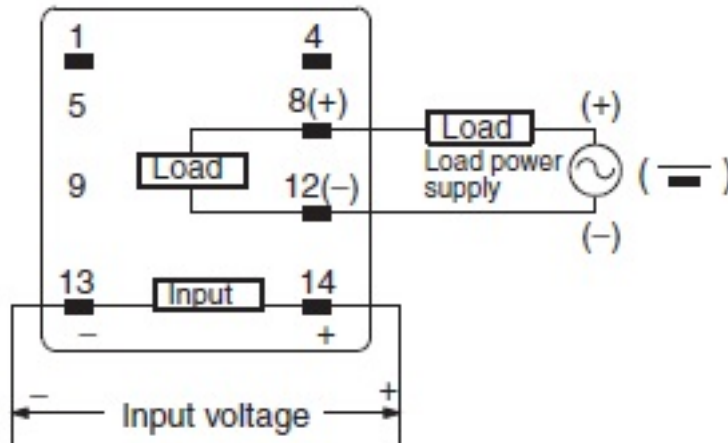 1 4
5 8(+) (+)
Load
Load
9 Load power
supply
( )
12(–)
(–)
13 14
Input
– +
– +
Input voltage